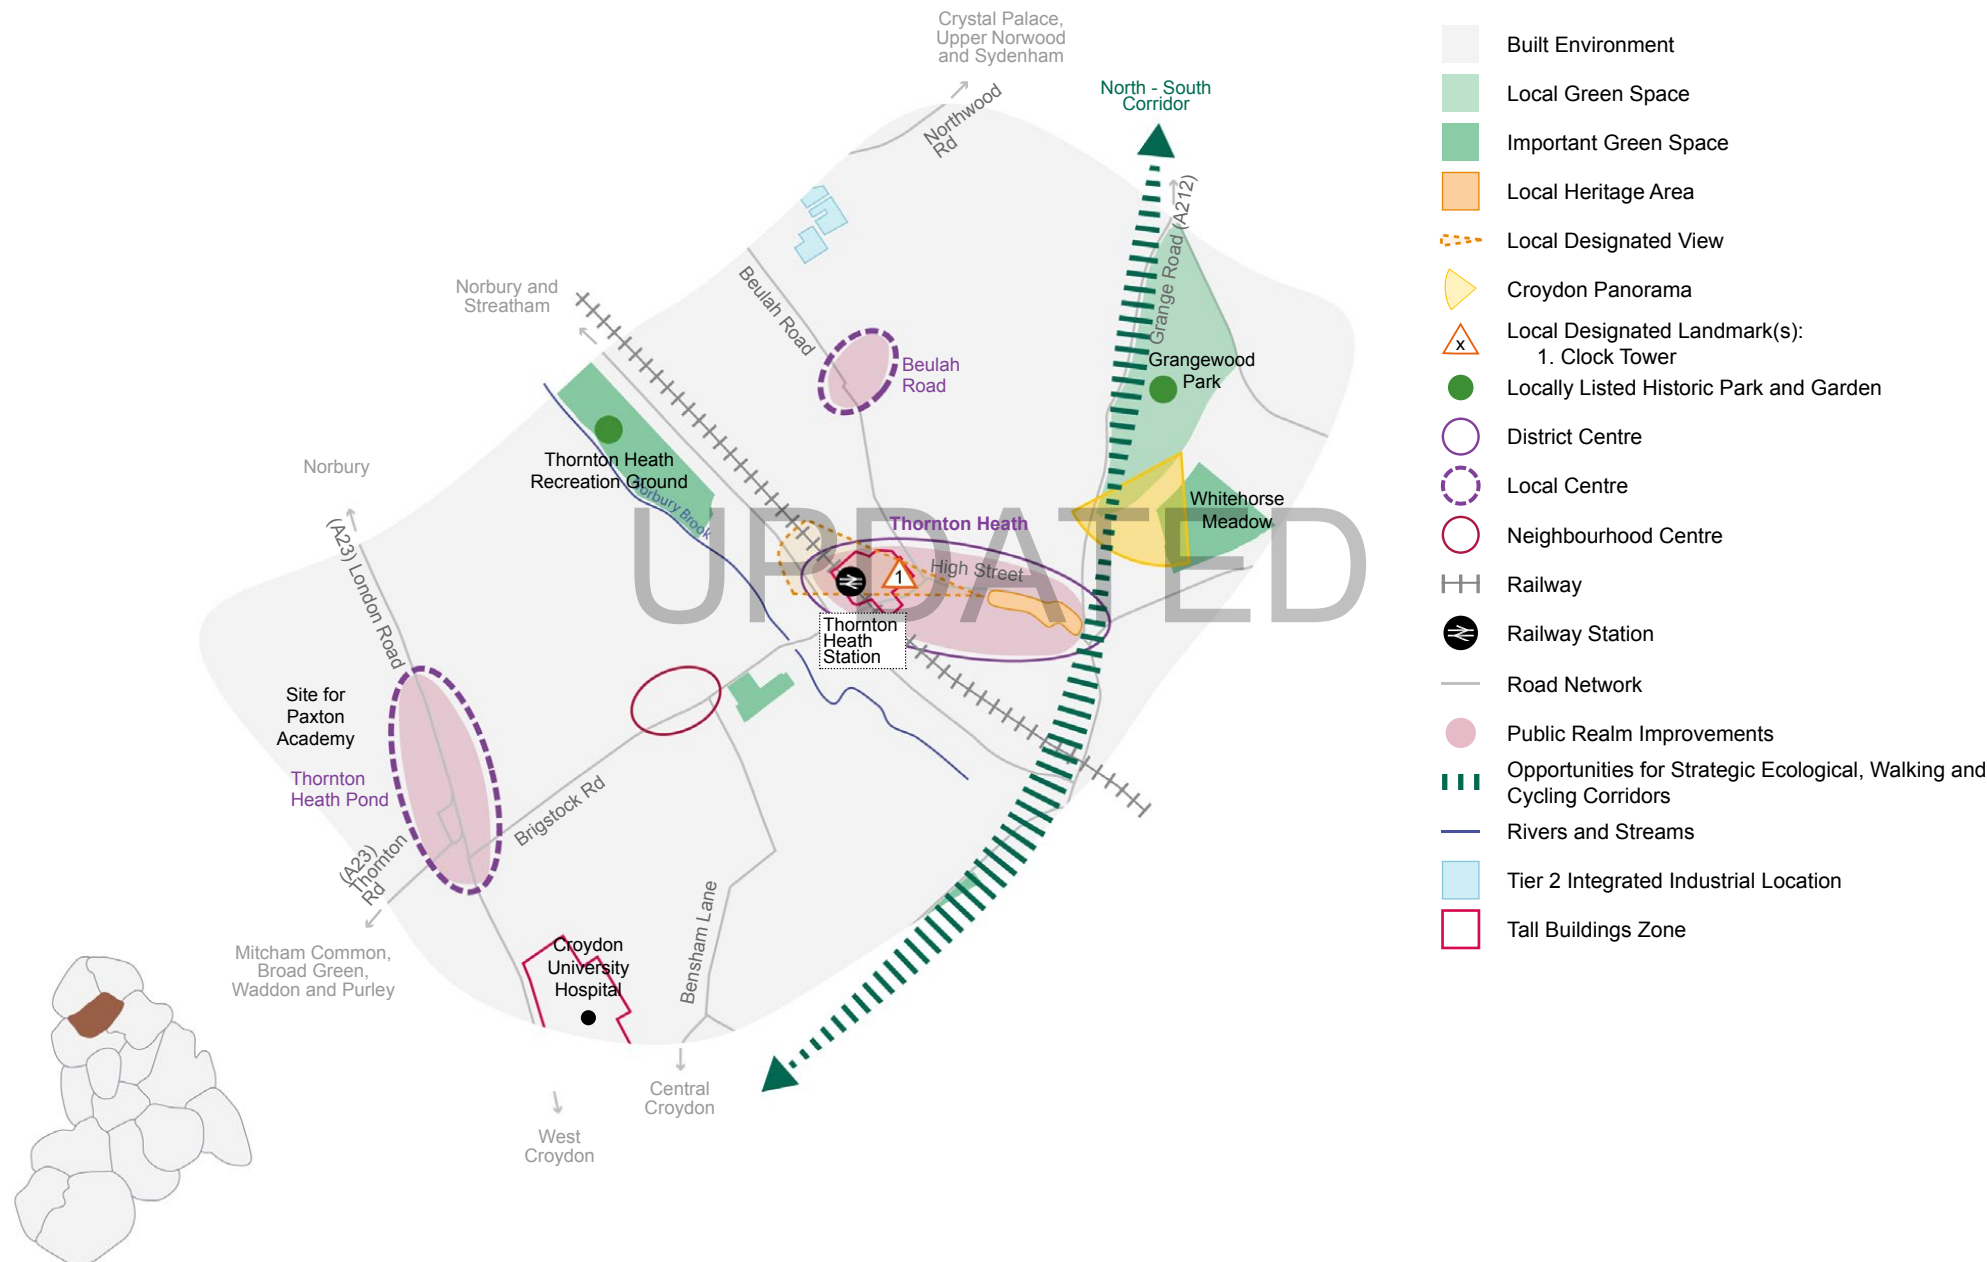 Crystal Palace,
Upper Norwood
and Sydenham
North - South
Corridor
Northwood
Rd
Grange Road (A212)
Norbury and
Streatham
Beulah Road
Beulah
Road
Grangewood
Park
Norbury
Thornton Heath
Recreation Ground
Norbury Brook
Whitehorse
Meadow
UPDATED
Thornton Heath
High Street
1
Thornton
Heath
Station
(A23) London Road
Site for
Paxton
Academy
Thornton
Heath Pond
Brigstock Rd
(A23)
Thornton
Rd
Bensham Lane
Mitcham Common,
Broad Green,
Waddon and Purley
Croydon
University
Hospital
Central
Croydon
West
Croydon
Built Environment
Local Green Space
Important Green Space
Local Heritage Area
Local Designated View
Croydon Panorama
x
Local Designated Landmark(s):
1. Clock Tower
Locally Listed Historic Park and Garden
District Centre
Local Centre
Neighbourhood Centre
Railway
Railway Station
Road Network
Public Realm Improvements
Opportunities for Strategic Ecological, Walking and
Cycling Corridors
Rivers and Streams
Tier 2 Integrated Industrial Location
Tall Buildings Zone